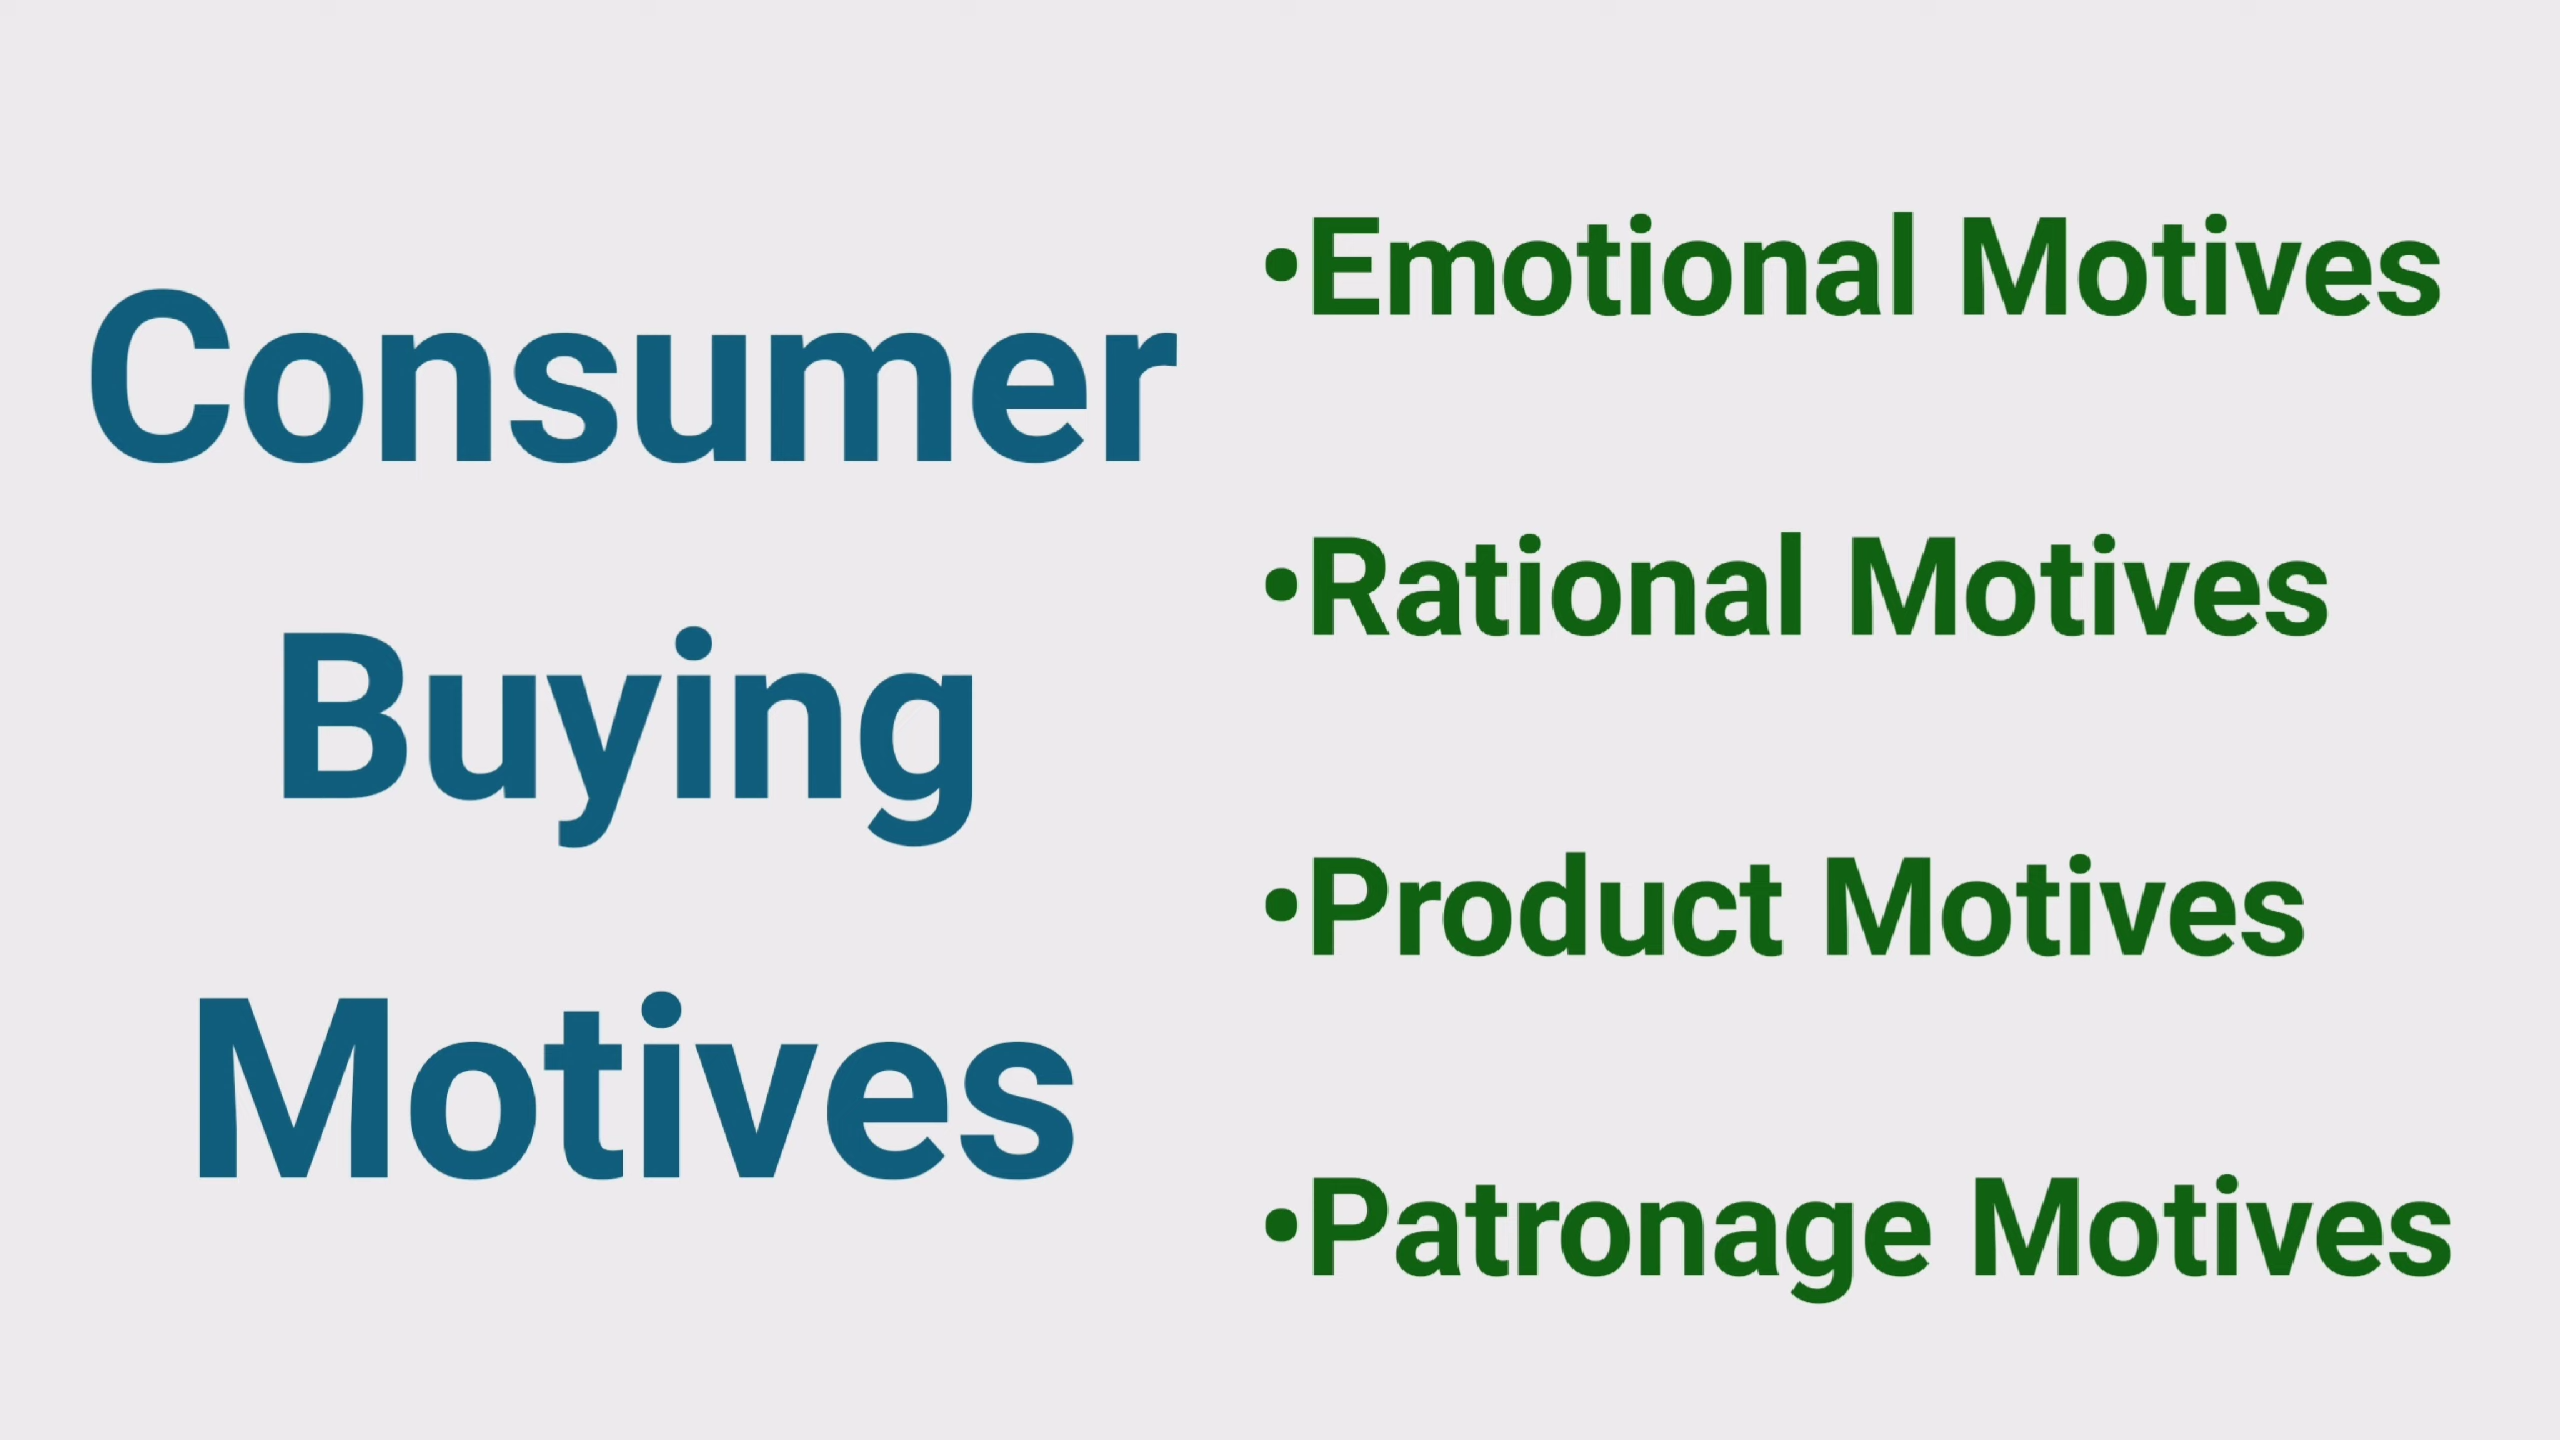 Consumer
Buying
Motives
•Emotional Motives
•Rational Motives
•Product Motives
•Patronage Motives